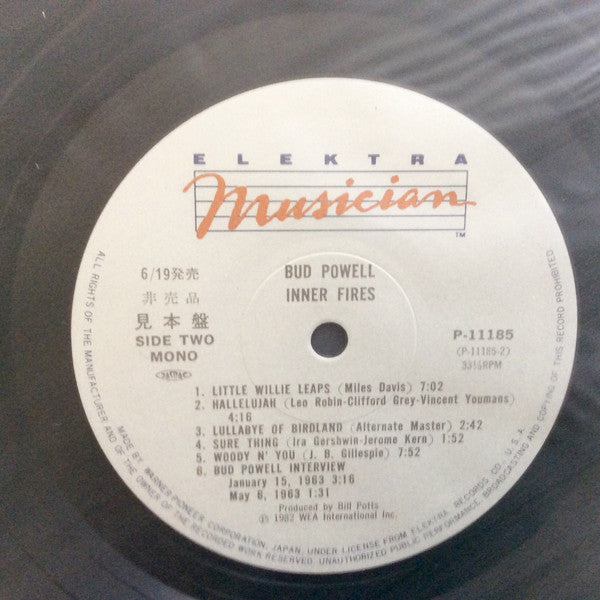 ELEKTRA
Musician
TM
6/19発売
非売品
見本盤
SIDE TWO
MONO
BUD POWELL
INNER FIRES
P-11185
(P-11185-2)
33⅓RPM
1. LITTLE WILLIE LEAPS (Miles Davis) 7:02
2. HALLELUJAH (Leo Robin-Clifford Grey-Vincent Youmans)
4:16
3. LULLABYE OF BIRDLAND (Alternate Master) 2:42
4. SURE THING (Ira Gershwin-Jerome Kern) 1:52
5. WOODY N' YOU (J. B. Gillespie) 7:52
6. BUD POWELL INTERVIEW
January 15, 1963 3:16
May 6, 1963 1:31
Produced by Bill Potts
Ⓟ 1982 WEA International Inc.
MADE BY WARNER-PIONEER CORPORATION, JAPAN, UNDER LICENSE FROM ELEKTRA RECORDS CO. U.S.A.
ALL RIGHTS OF THE MANUFACTURER AND OF THE OWNER OF THE RECORDED WORK RESERVED. UNAUTHORIZED PUBLIC PERFORMANCE, BROADCASTING AND COPYING OF THIS RECORD PROHIBITED